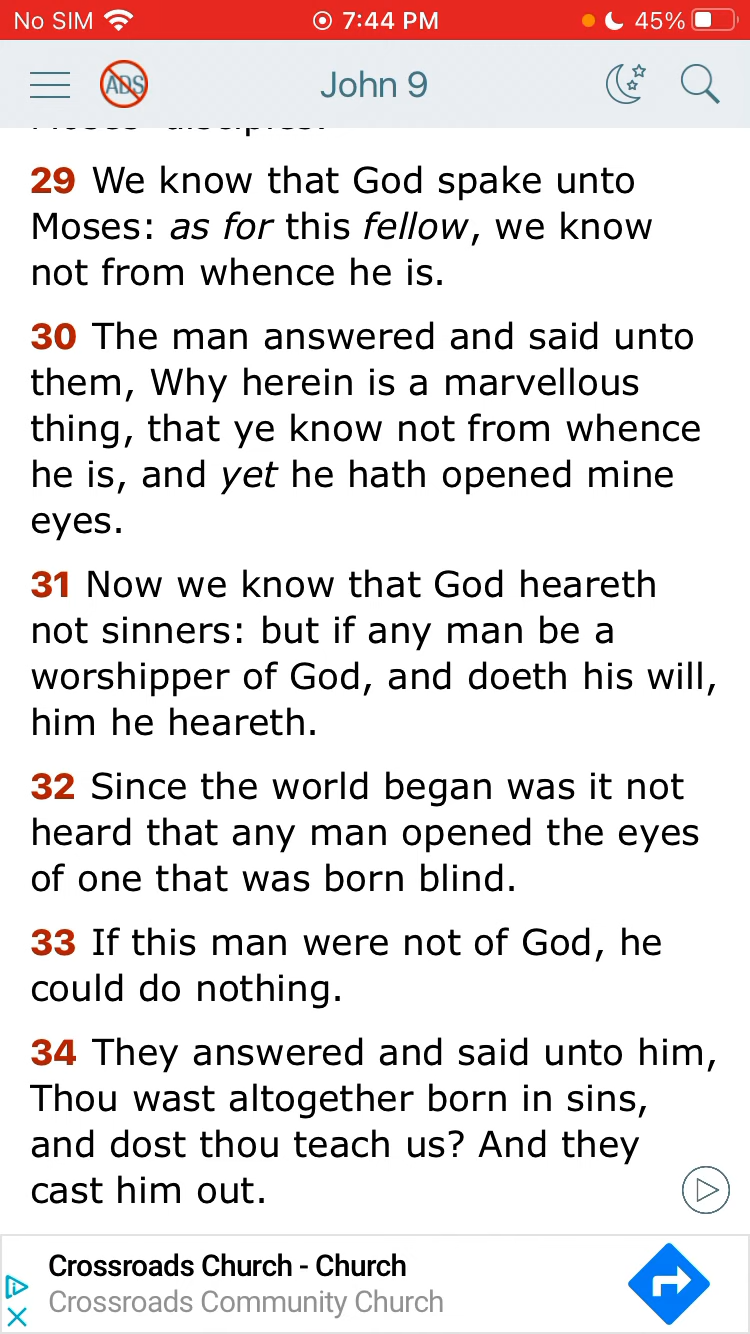 No SIM 7:44 PM 45%
ADS John 9
Moses' disciples.
29 We know that God spake unto
Moses: as for this fellow, we know
not from whence he is.
30 The man answered and said unto
them, Why herein is a marvellous
thing, that ye know not from whence
he is, and yet he hath opened mine
eyes.
31 Now we know that God heareth
not sinners: but if any man be a
worshipper of God, and doeth his will,
him he heareth.
32 Since the world began was it not
heard that any man opened the eyes
of one that was born blind.
33 If this man were not of God, he
could do nothing.
34 They answered and said unto him,
Thou wast altogether born in sins,
and dost thou teach us? And they
cast him out.
Crossroads Church - Church
Crossroads Community Church